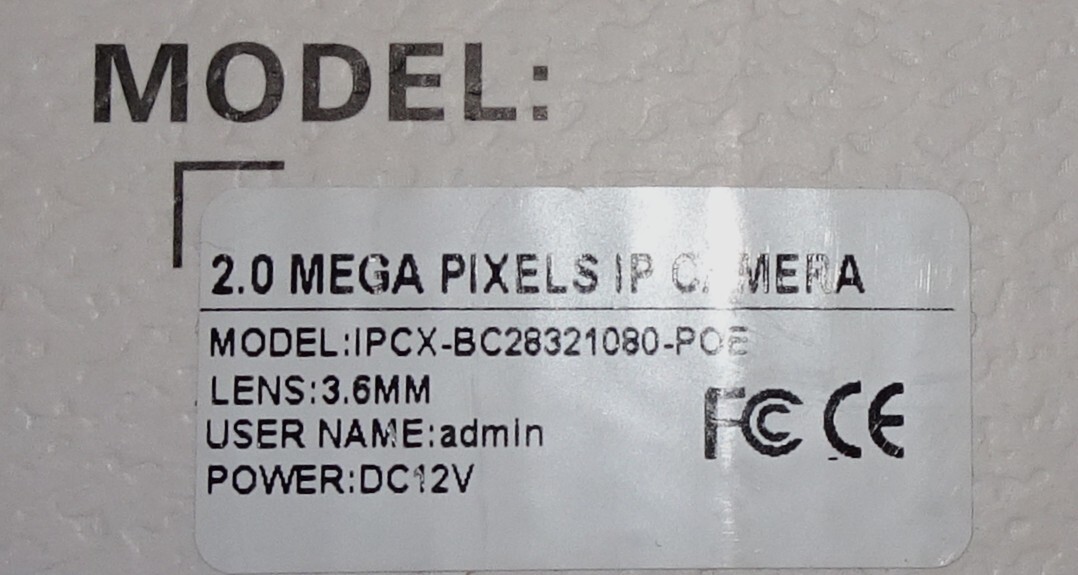 MODEL:
2.0 MEGA PIXELS IP CAMERA
MODEL:IPCX-BC28321080-POE
LENS:3.6MM
USER NAME:admin
POWER:DC12V
FC CE